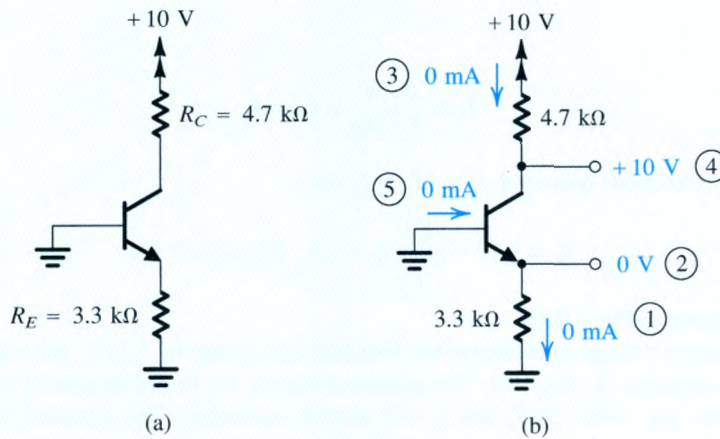 +10 V
R_C = 4.7 kΩ
R_E = 3.3 kΩ
(a)
+10 V
③ 0 mA
4.7 kΩ
+10 V ④
⑤ 0 mA
0 V ②
3.3 kΩ
0 mA ①
(b)